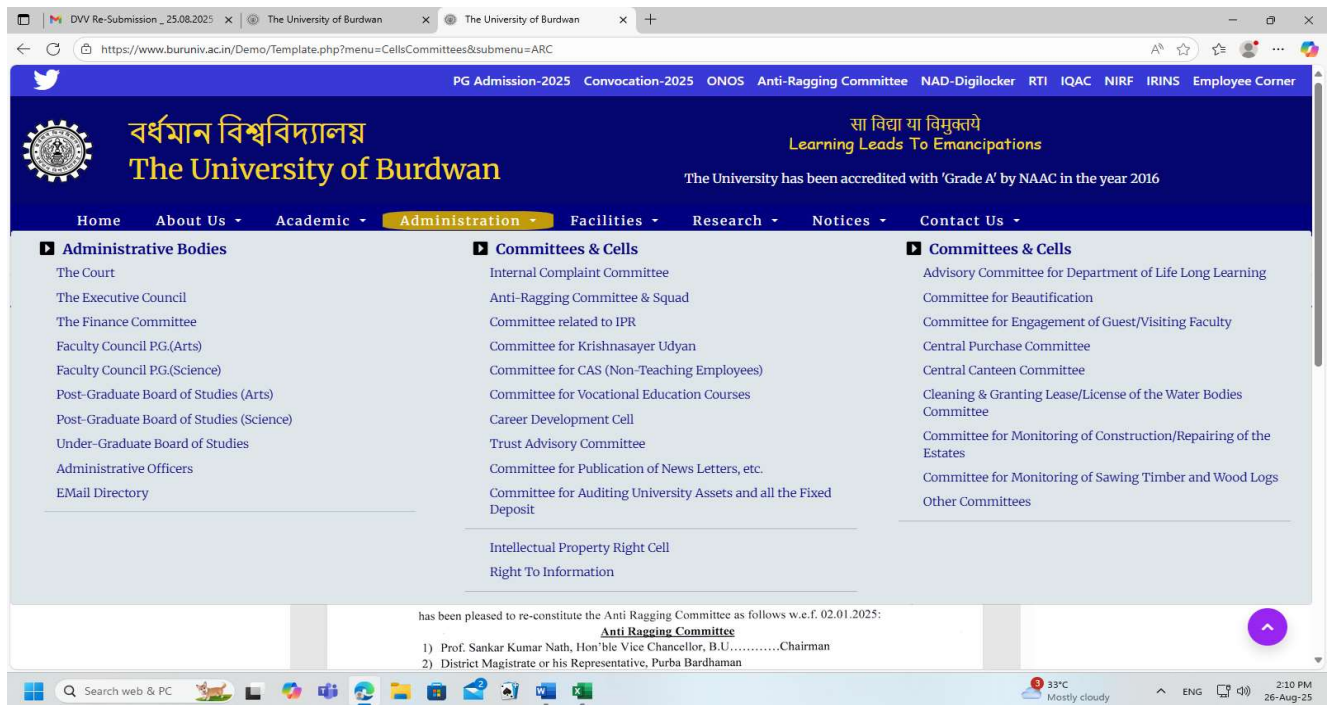 DVV Re-Submission _ 25.08.2025
The University of Burdwan
The University of Burdwan
https://www.buruniv.ac.in/Demo/Template.php?menu=CellsCommittees&submenu=ARC
PG Admission-2025 Convocation-2025 ONOS Anti-Ragging Committee NAD-Digilocker RTI IQAC NIRF IRINS Employee Corner
বর্ধমান বিশ্ববিদ্যালয়
The University of Burdwan
सा विद्या या विमुक्तये
Learning Leads To Emancipations
The University has been accredited with 'Grade A' by NAAC in the year 2016
Home About Us Academic Administration Facilities Research Notices Contact Us
Administrative Bodies
The Court
The Executive Council
The Finance Committee
Faculty Council P.G.(Arts)
Faculty Council P.G.(Science)
Post-Graduate Board of Studies (Arts)
Post-Graduate Board of Studies (Science)
Under-Graduate Board of Studies
Administrative Officers
EMail Directory
Committees & Cells
Internal Complaint Committee
Anti-Ragging Committee & Squad
Committee related to IPR
Committee for Krishnasayer Udyan
Committee for CAS (Non-Teaching Employees)
Committee for Vocational Education Courses
Career Development Cell
Trust Advisory Committee
Committee for Publication of News Letters, etc.
Committee for Auditing University Assets and all the Fixed
Deposit
Intellectual Property Right Cell
Right To Information
Committees & Cells
Advisory Committee for Department of Life Long Learning
Committee for Beautification
Committee for Engagement of Guest/Visiting Faculty
Central Purchase Committee
Central Canteen Committee
Cleaning & Granting Lease/License of the Water Bodies
Committee
Committee for Monitoring of Construction/Repairing of the
Estates
Committee for Monitoring of Sawing Timber and Wood Logs
Other Committees
has been pleased to re-constitute the Anti Ragging Committee as follows w.e.f. 02.01.2025:
Anti Ragging Committee
1) Prof. Sankar Kumar Nath, Hon'ble Vice Chancellor, B.U............Chairman
2) District Magistrate or his Representative, Purba Bardhaman
Search web & PC
3
33°C
Mostly cloudy
ENG
2:10 PM
26-Aug-25